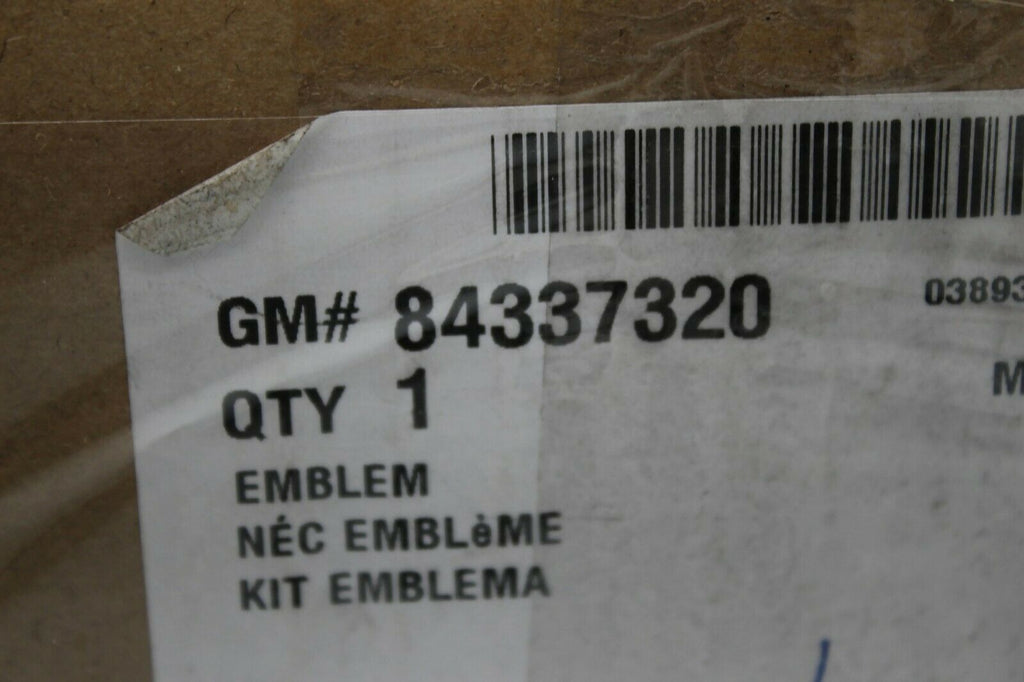 GM# 84337320
03893
QTY 1
M
EMBLEM
NÉC EMBLèME
KIT EMBLEMA